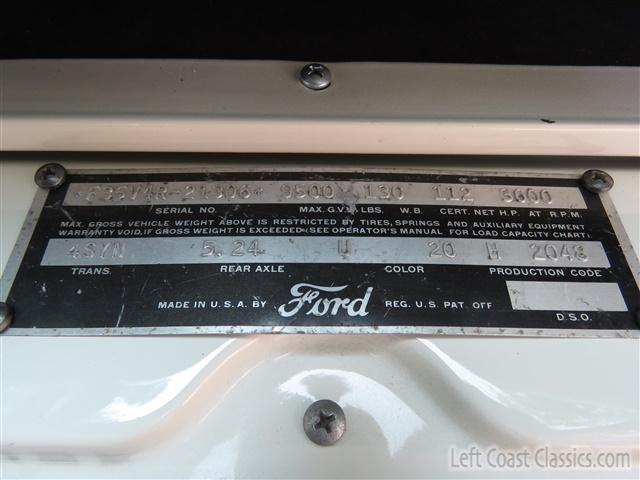 F35V4R-21306* 9500 130 112 3600
SERIAL NO. MAX. G.V.W. LBS. W.B. CERT. NET H.P. AT R.P.M.
MAX. GROSS VEHICLE WEIGHT ABOVE IS RESTRICTED BY TIRES, SPRINGS AND AUXILIARY EQUIPMENT
WARRANTY VOID, IF GROSS WEIGHT IS EXCEEDED (SEE OPERATOR'S MANUAL FOR LOAD CAPACITY CHART).
4SYN 5.24 U 20 H 2048
TRANS. REAR AXLE COLOR PRODUCTION CODE
MADE IN U.S.A. BY Ford REG. U.S. PAT. OFF
D.S.O.
Left Coast Classics.com